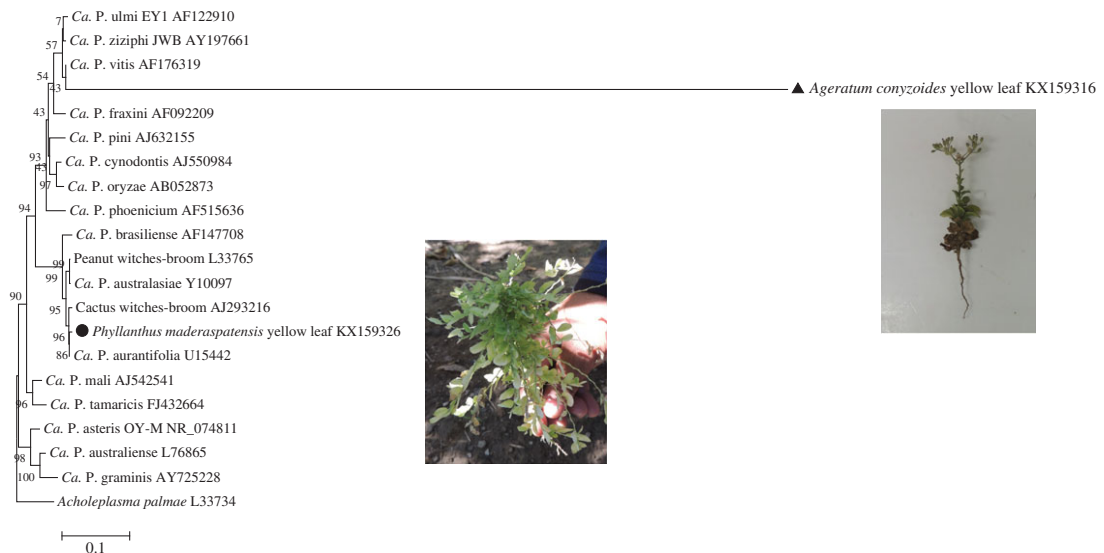 7
Ca. P. ulmi EY1 AF122910
57
Ca. P. ziziphi JWB AY197661
Ca. P. vitis AF176319
54
43
▲ Ageratum conyzoides yellow leaf KX159316
43
Ca. P. fraxini AF092209
Ca. P. pini AJ632155
93
43
Ca. P. cynodontis AJ550984
97
Ca. P. oryzae AB052873
94
Ca. P. phoenicium AF515636
Ca. P. brasiliense AF147708
99
Peanut witches-broom L33765
99
Ca. P. australasiae Y10097
90
95
Cactus witches-broom AJ293216
● Phyllanthus maderaspatensis yellow leaf KX159326
96
86
Ca. P. aurantifolia U15442
Ca. P. mali AJ542541
96
Ca. P. tamaricis FJ432664
Ca. P. asteris OY-M NR_074811
98
Ca. P. australiense L76865
100
Ca. P. graminis AY725228
Acholeplasma palmae L33734
0.1